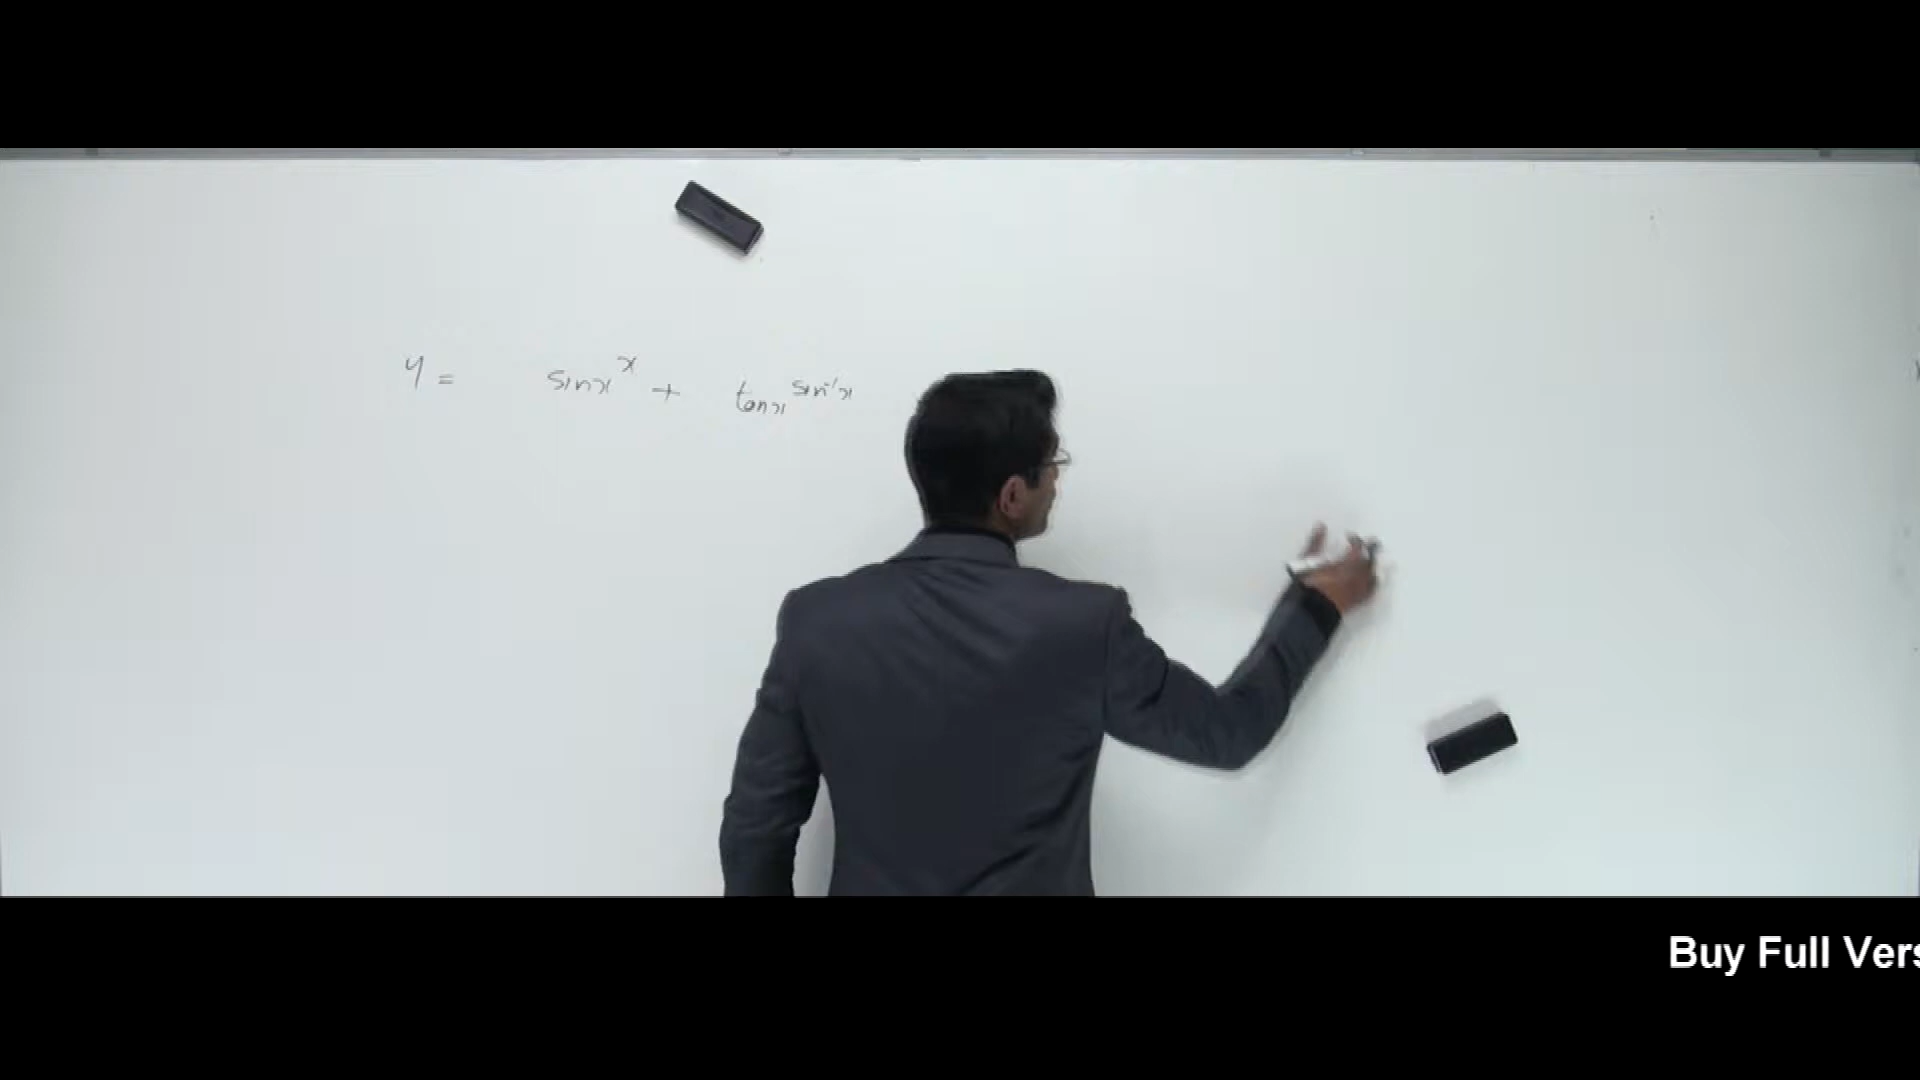 y = sinx^x + tanx^sin⁻¹x
Buy Full Vers